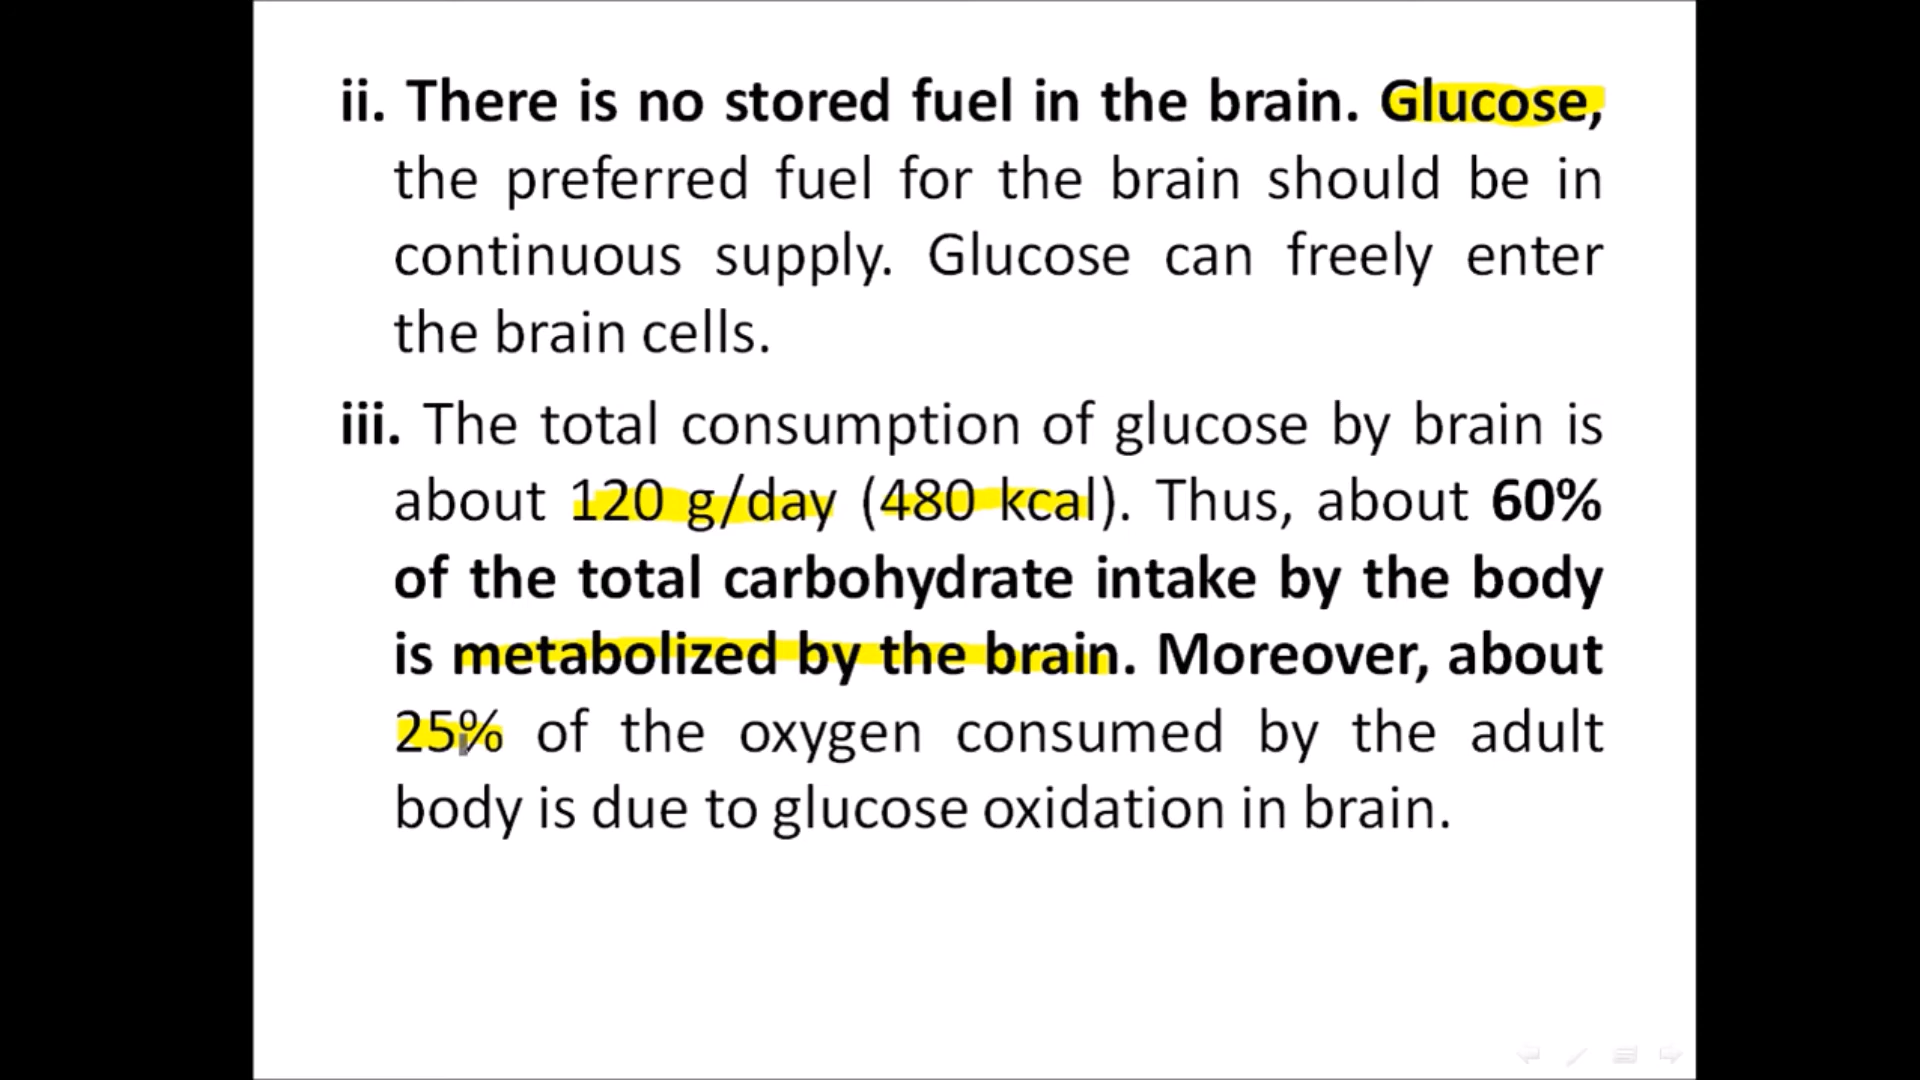 ii. There is no stored fuel in the brain. Glucose,
the preferred fuel for the brain should be in
continuous supply. Glucose can freely enter
the brain cells.
iii. The total consumption of glucose by brain is
about 120 g/day (480 kcal). Thus, about 60%
of the total carbohydrate intake by the body
is metabolized by the brain. Moreover, about
25% of the oxygen consumed by the adult
body is due to glucose oxidation in brain.